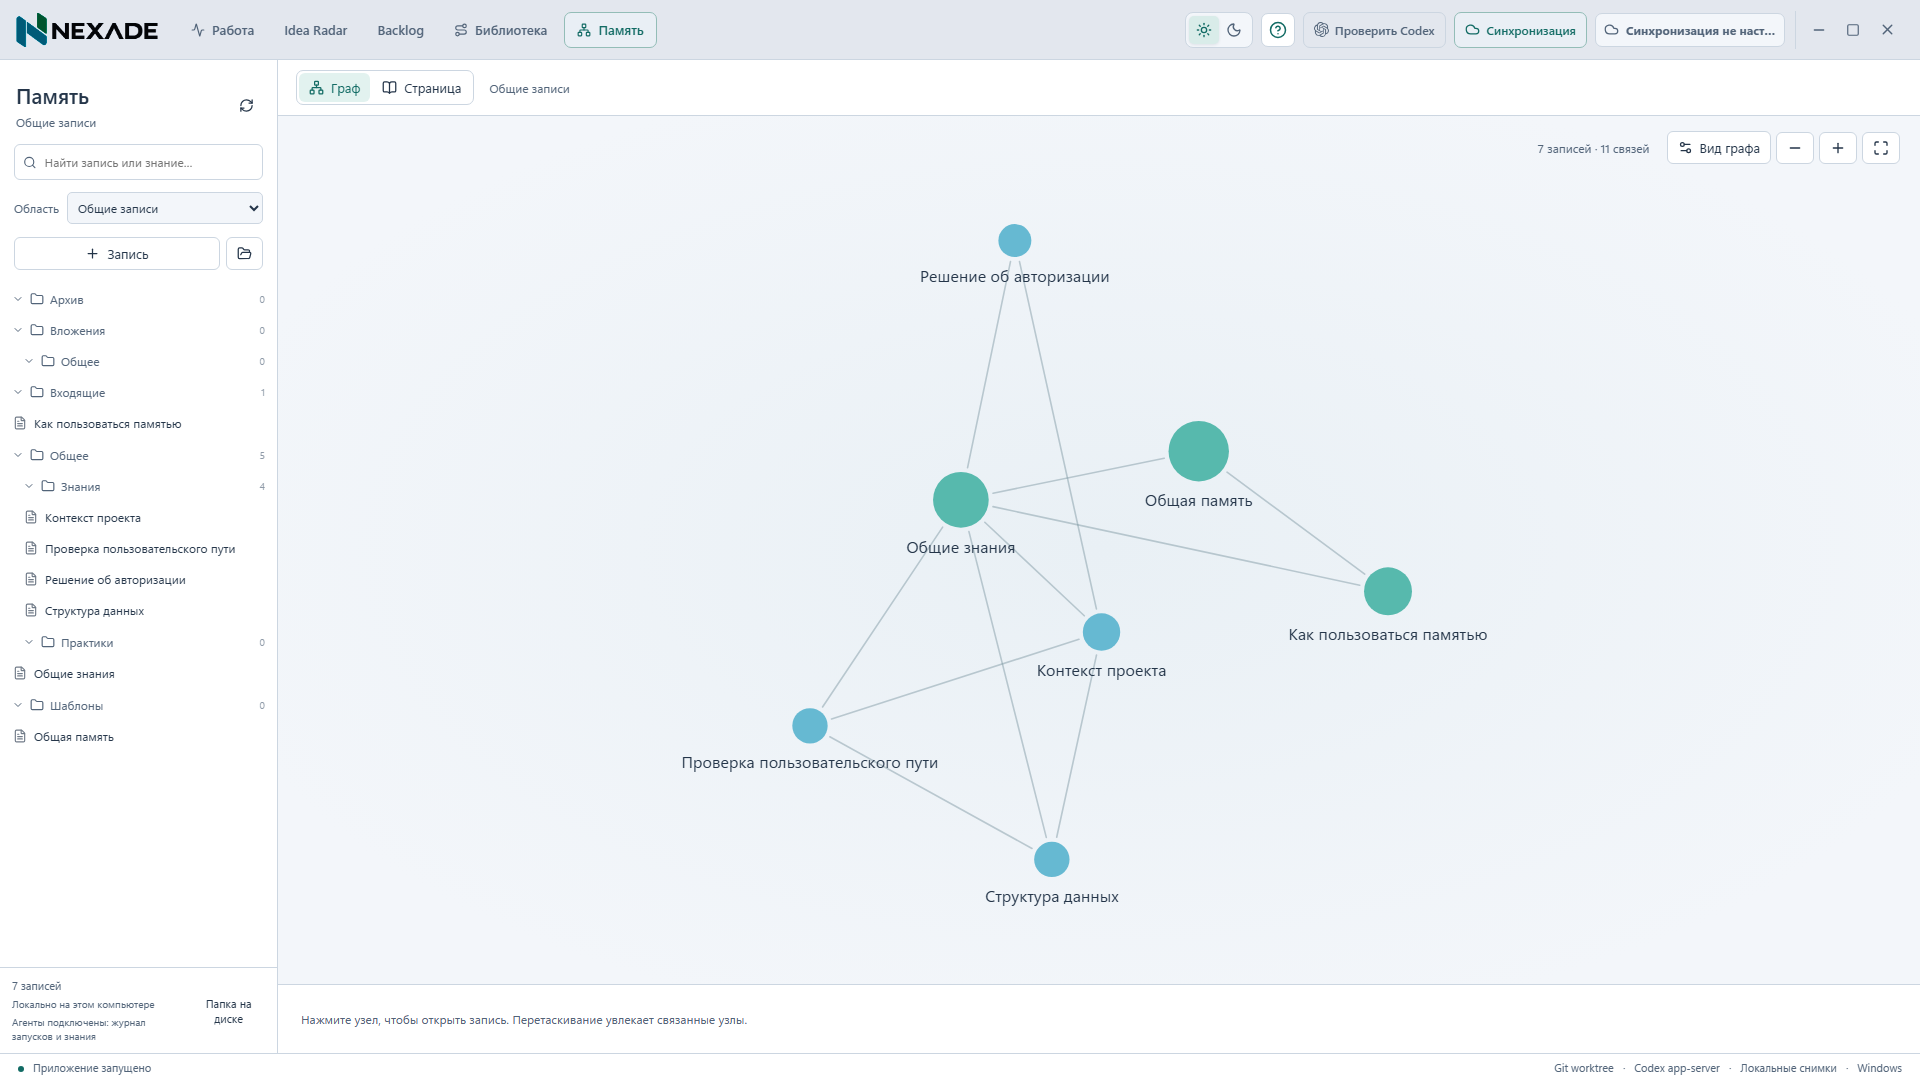 NEXADE
Работа
Idea Radar
Backlog
Библиотека
Память
Проверить Codex
Синхронизация
Синхронизация не наст...
Память
Общие записи
Найти запись или знание...
Область
Общие записи
Запись
Архив 0
Вложения 0
Общее 0
Входящие 1
Как пользоваться памятью
Общее 5
Знания 4
Контекст проекта
Проверка пользовательского пути
Решение об авторизации
Структура данных
Практики 0
Общие знания
Шаблоны 0
Общая память
7 записей
Локально на этом компьютере
Агенты подключены: журнал
запусков и знания
Папка на
диске
Граф
Страница
Общие записи
7 записей · 11 связей
Вид графа
Решение об авторизации
Общая память
Общие знания
Как пользоваться памятью
Контекст проекта
Проверка пользовательского пути
Структура данных
Нажмите узел, чтобы открыть запись. Перетаскивание увлекает связанные узлы.
Приложение запущено
Git worktree · Codex app-server · Локальные снимки · Windows